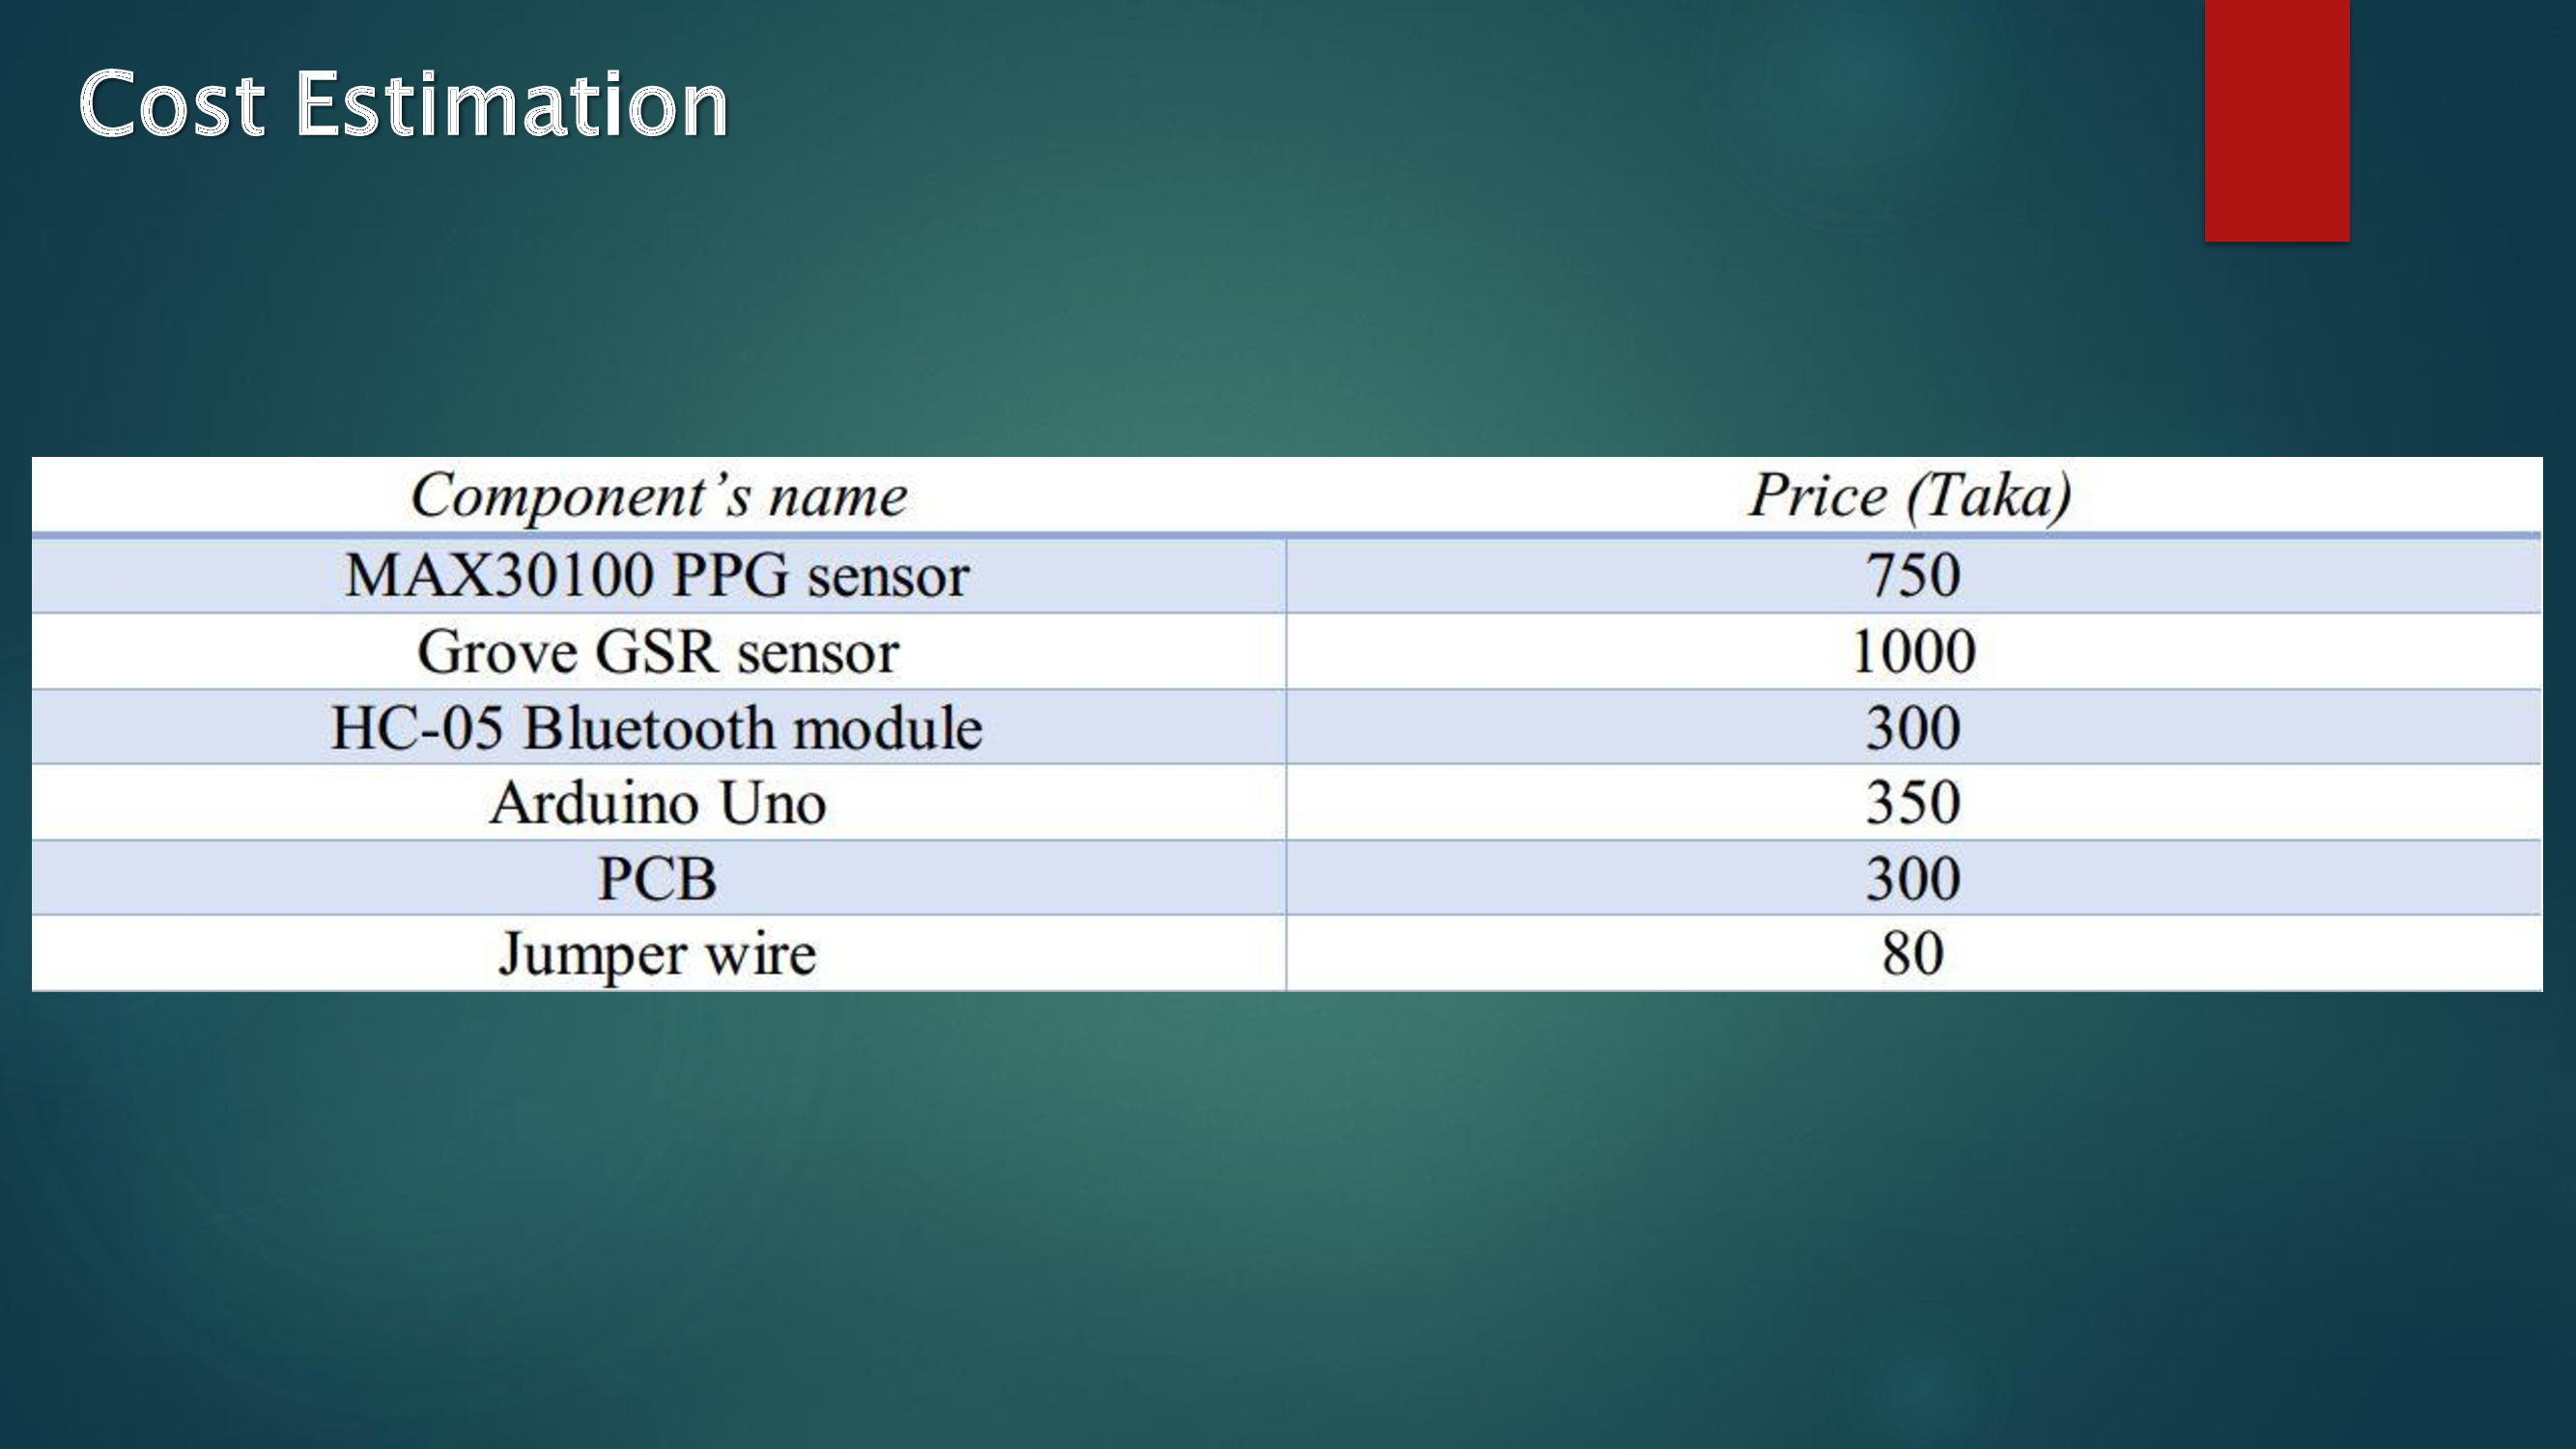 Cost Estimation
Component’s name Price (Taka)
MAX30100 PPG sensor 750
Grove GSR sensor 1000
HC-05 Bluetooth module 300
Arduino Uno 350
PCB 300
Jumper wire 80